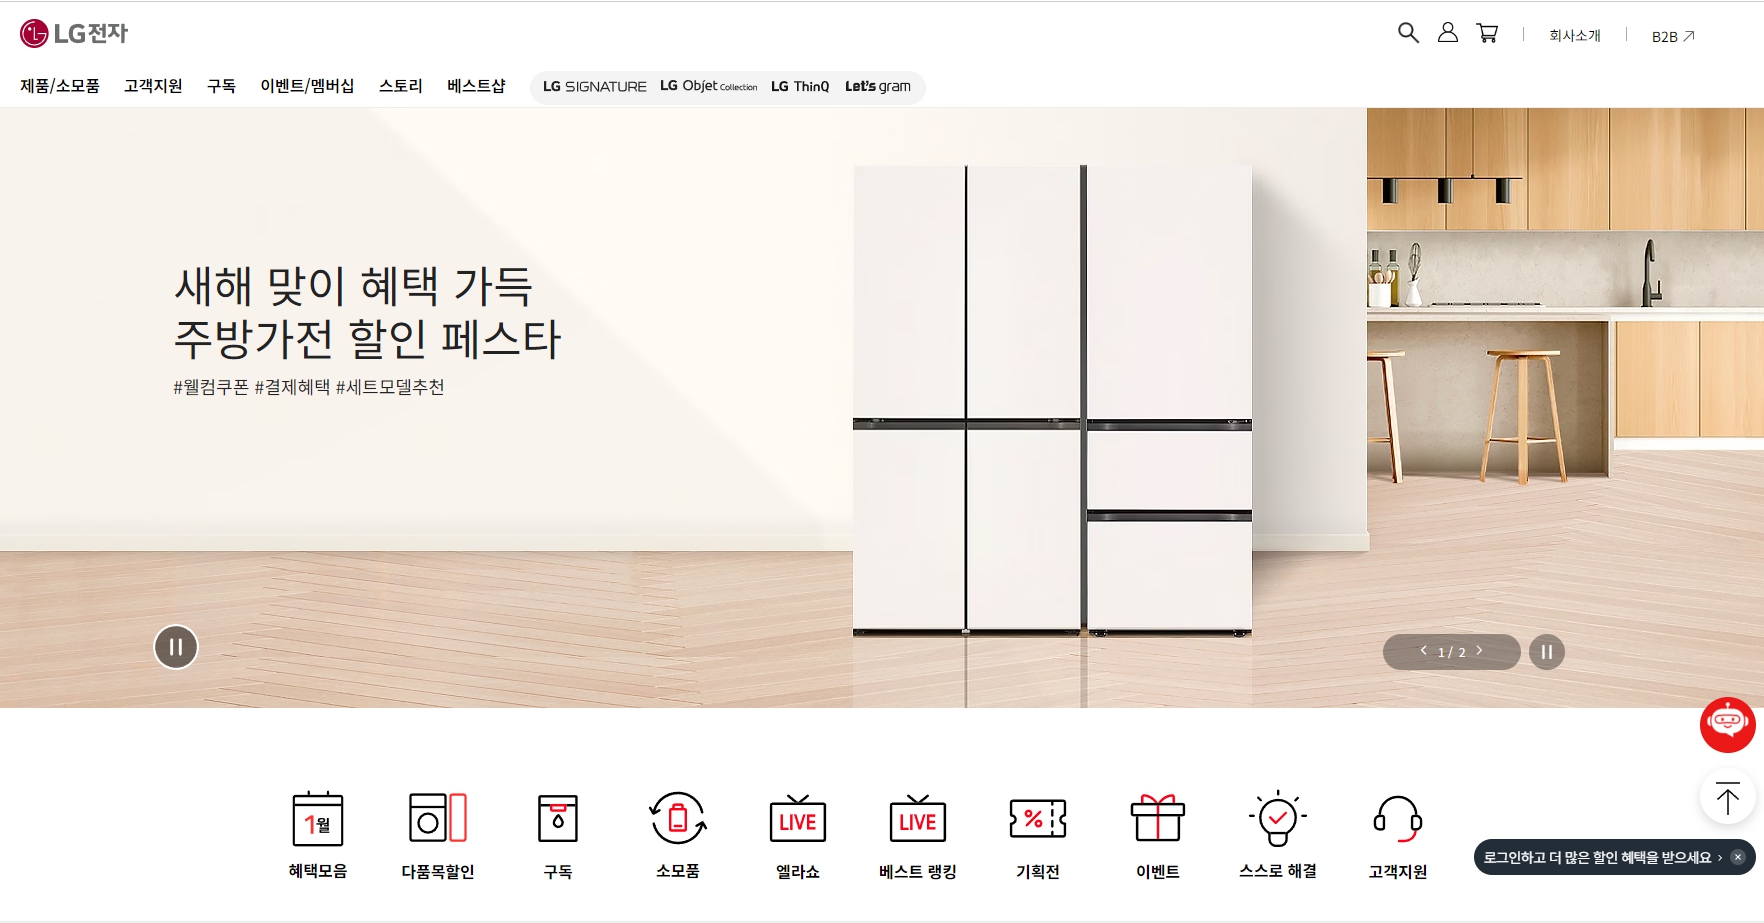 LG전자
회사소개
B2B
제품/소모품 고객지원 구독 이벤트/멤버십 스토리 베스트샵 LG SIGNATURE LG Objet Collection LG ThinQ Let's gram
새해 맞이 혜택 가득
주방가전 할인 페스타
#웰컴쿠폰 #결제혜택 #세트모델추천
1 / 2
1월
LIVE
LIVE
%
혜택모음 다품목할인 구독 소모품 엘라쇼 베스트 랭킹 기획전 이벤트 스스로 해결 고객지원
로그인하고 더 많은 할인 혜택을 받으세요